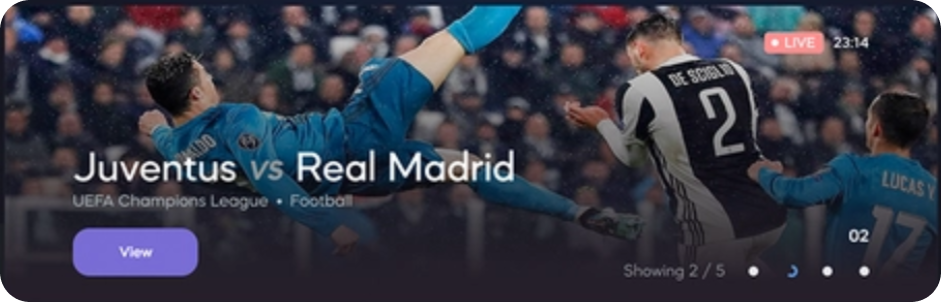 LIVE 23:14
DE SCIGLIO
2
Juventus vs Real Madrid
UEFA Champions League • Football
LUCAS V
17
View
02
Showing 2 / 5